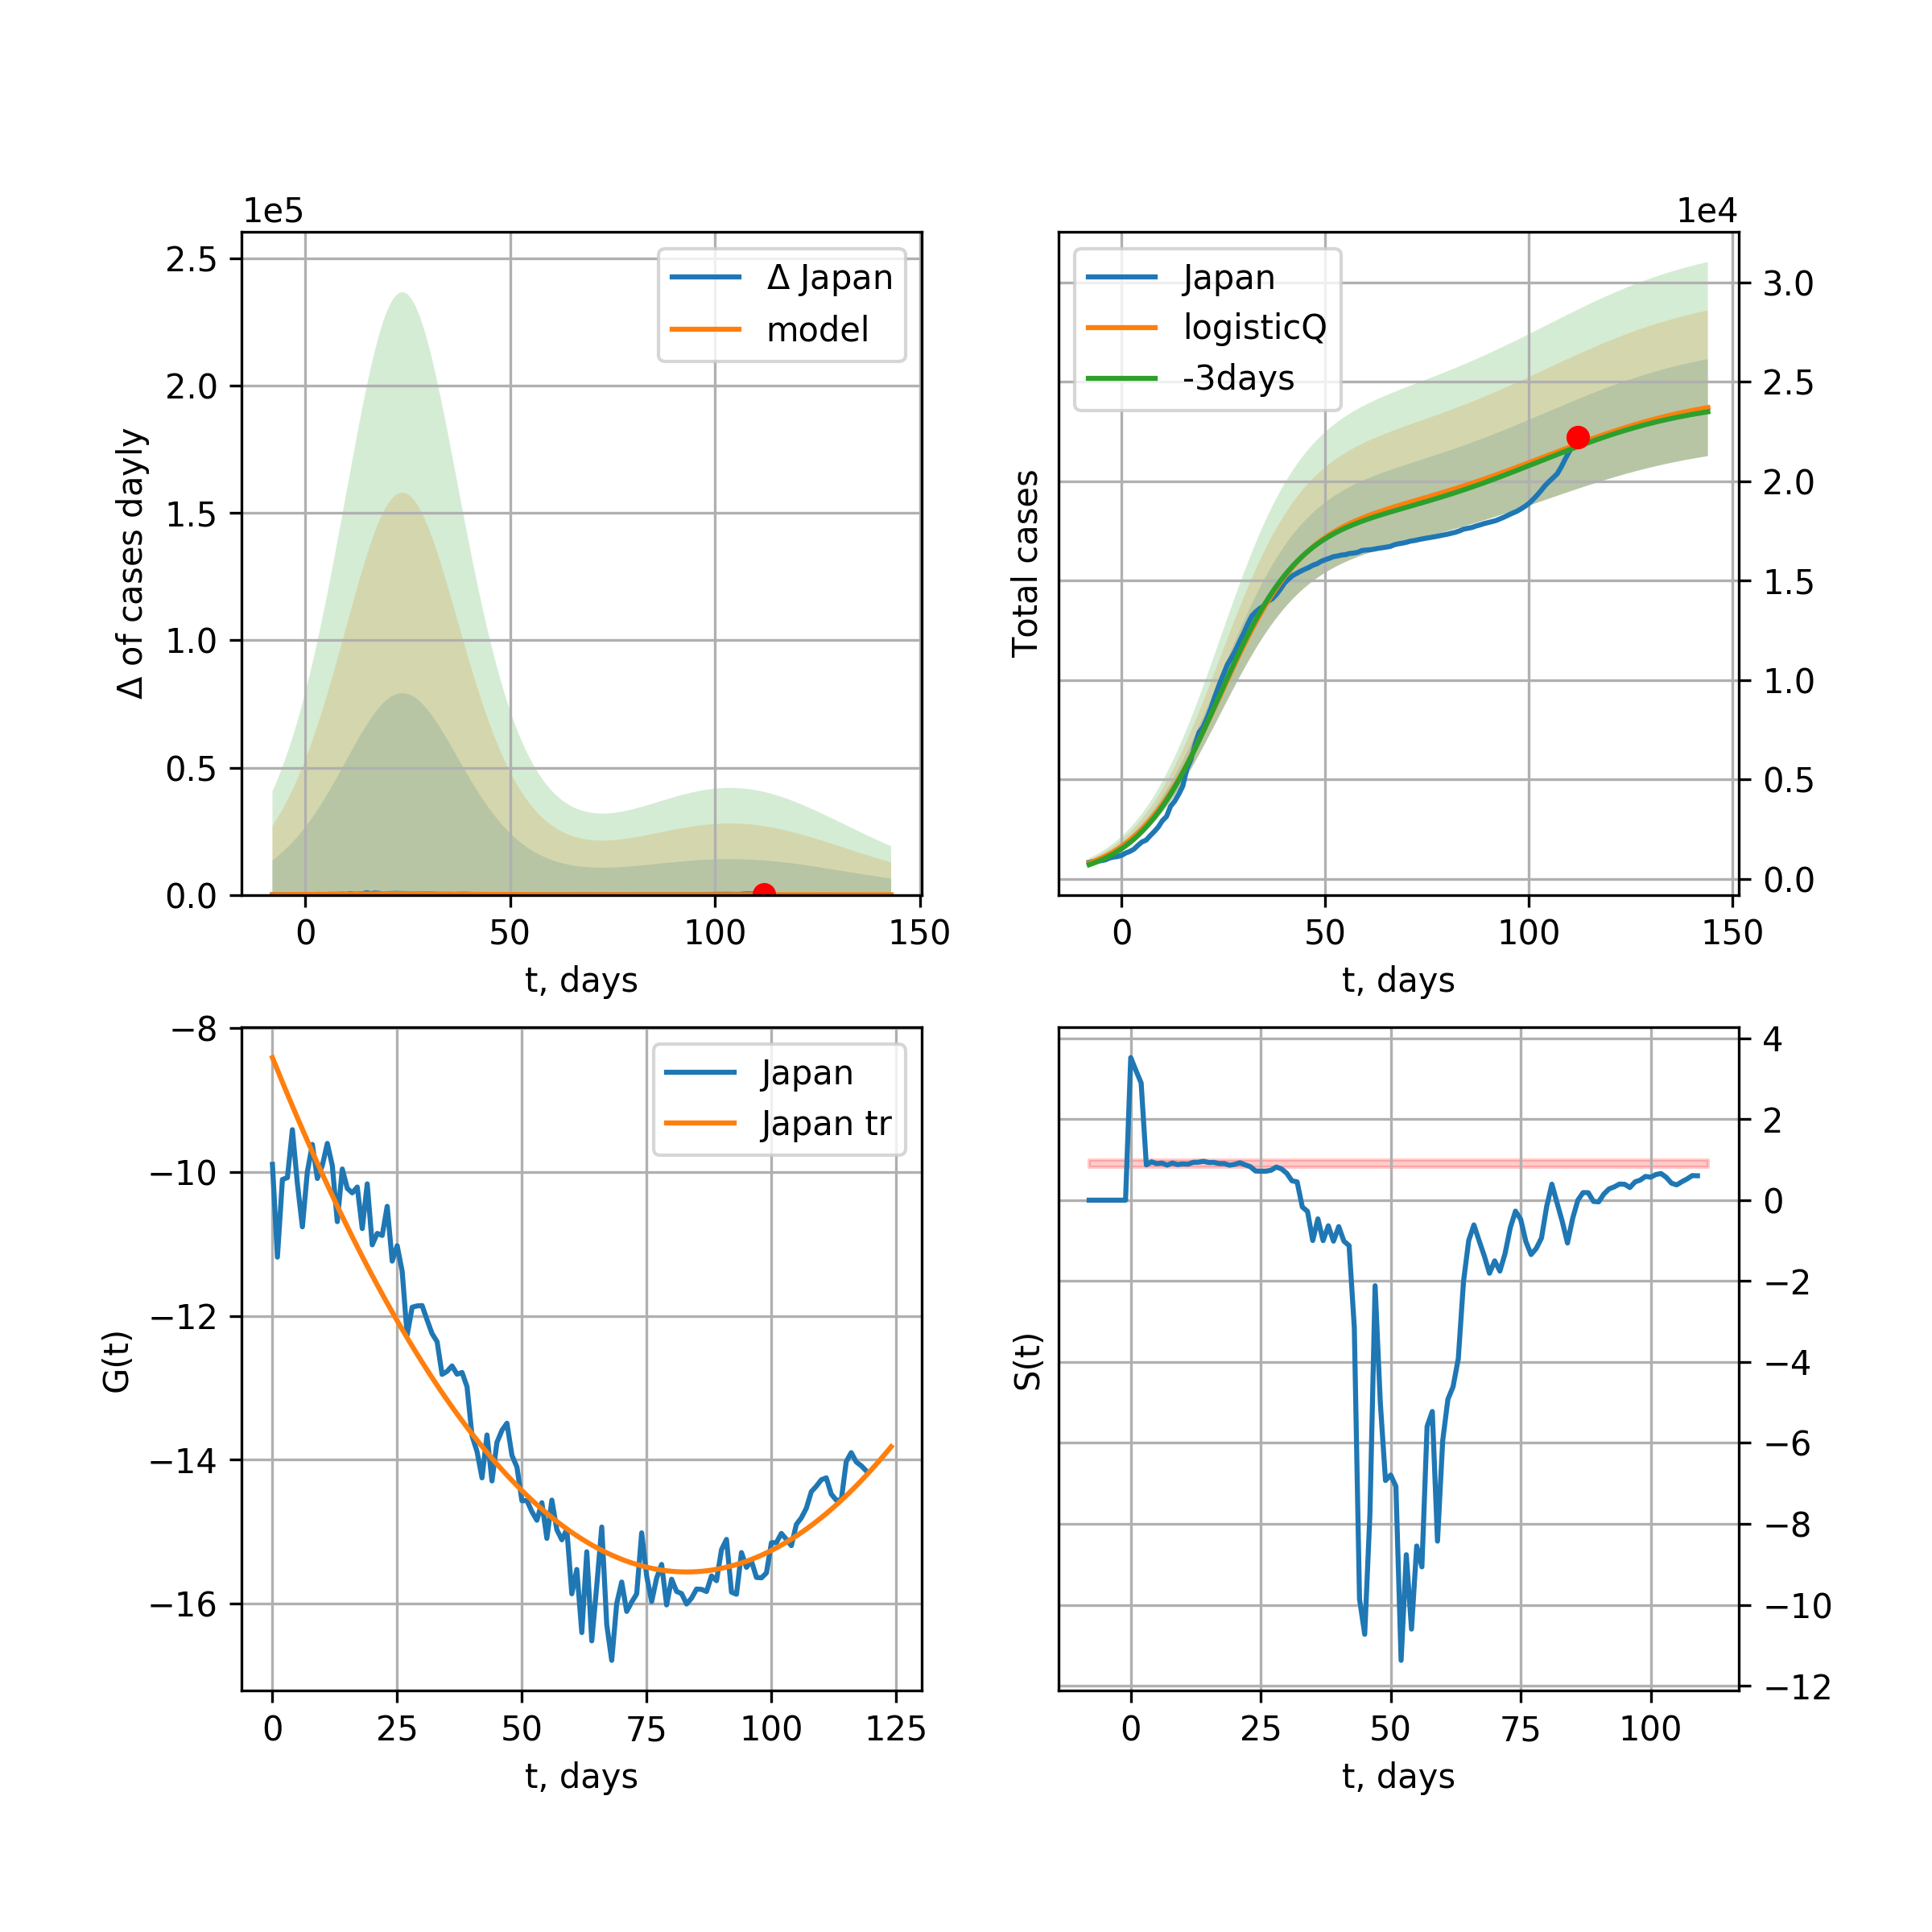 1e5
Δ of cases dayly
2.5
2.0
1.5
1.0
0.5
0.0
Δ Japan
model
0 50 100 150
t, days
1e4
Total cases
Japan
logisticQ
-3days
3.0
2.5
2.0
1.5
1.0
0.5
0.0
0 50 100 150
t, days
G(t)
−8
−10
−12
−14
−16
Japan
Japan tr
0 25 50 75 100 125
t, days
S(t)
4
2
0
−2
−4
−6
−8
−10
−12
0 25 50 75 100
t, days